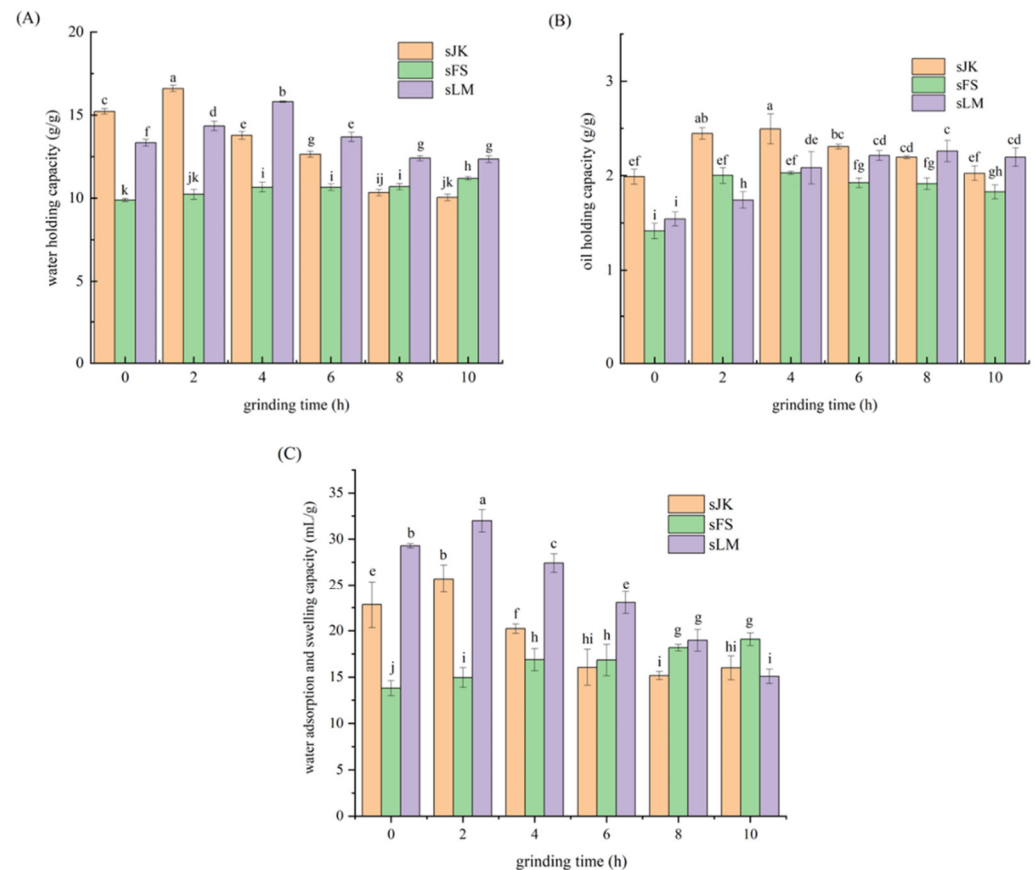 (A)
water holding capacity (g/g)
20
15
10
5
0
sJK
sFS
sLM
c k f
a jk d
e i b
g i e
ij i g
jk h g
0 2 4 6 8 10
grinding time (h)
(B)
oil holding capacity (g/g)
3
2
1
0
sJK
sFS
sLM
ef i i
ab ef h
a ef de
bc fg cd
cd fg c
ef gh cd
0 2 4 6 8 10
grinding time (h)
(C)
water adsorption and swelling capacity (mL/g)
35
30
25
20
15
10
5
0
sJK
sFS
sLM
e j b
b i a
f h c
hi h e
i g g
hi g i
0 2 4 6 8 10
grinding time (h)